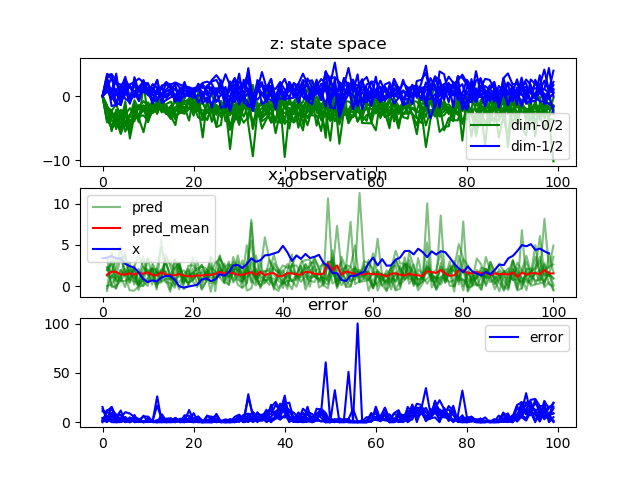 z: state space
0
−10
dim-0/2
dim-1/2
0 20 40 60 80 100
x: observation
10
5
0
pred
pred_mean
x
0 20 40 60 80 100
error
100
50
0
error
0 20 40 60 80 100